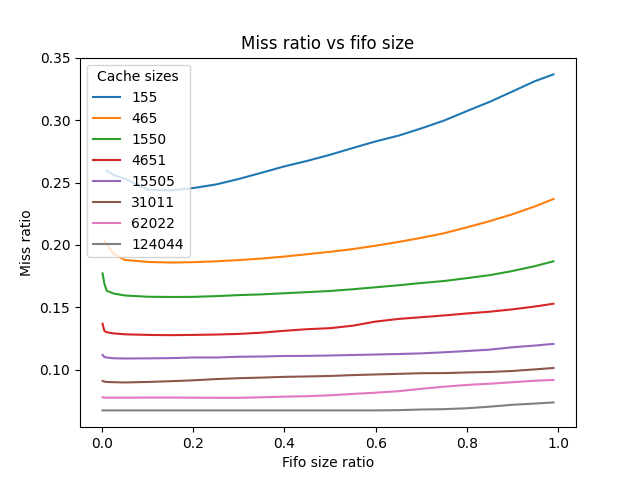 Miss ratio vs fifo size
Miss ratio
0.35
0.30
0.25
0.20
0.15
0.10
Cache sizes
155
465
1550
4651
15505
31011
62022
124044
0.0 0.2 0.4 0.6 0.8 1.0
Fifo size ratio